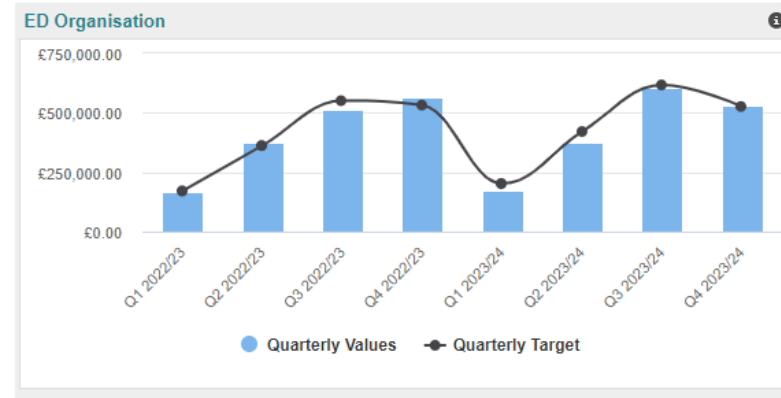 ED Organisation
£750,000.00
£500,000.00
£250,000.00
£0.00
Q1 2022/23
Q2 2022/23
Q3 2022/23
Q4 2022/23
Q1 2023/24
Q2 2023/24
Q3 2023/24
Q4 2023/24
Quarterly Values Quarterly Target